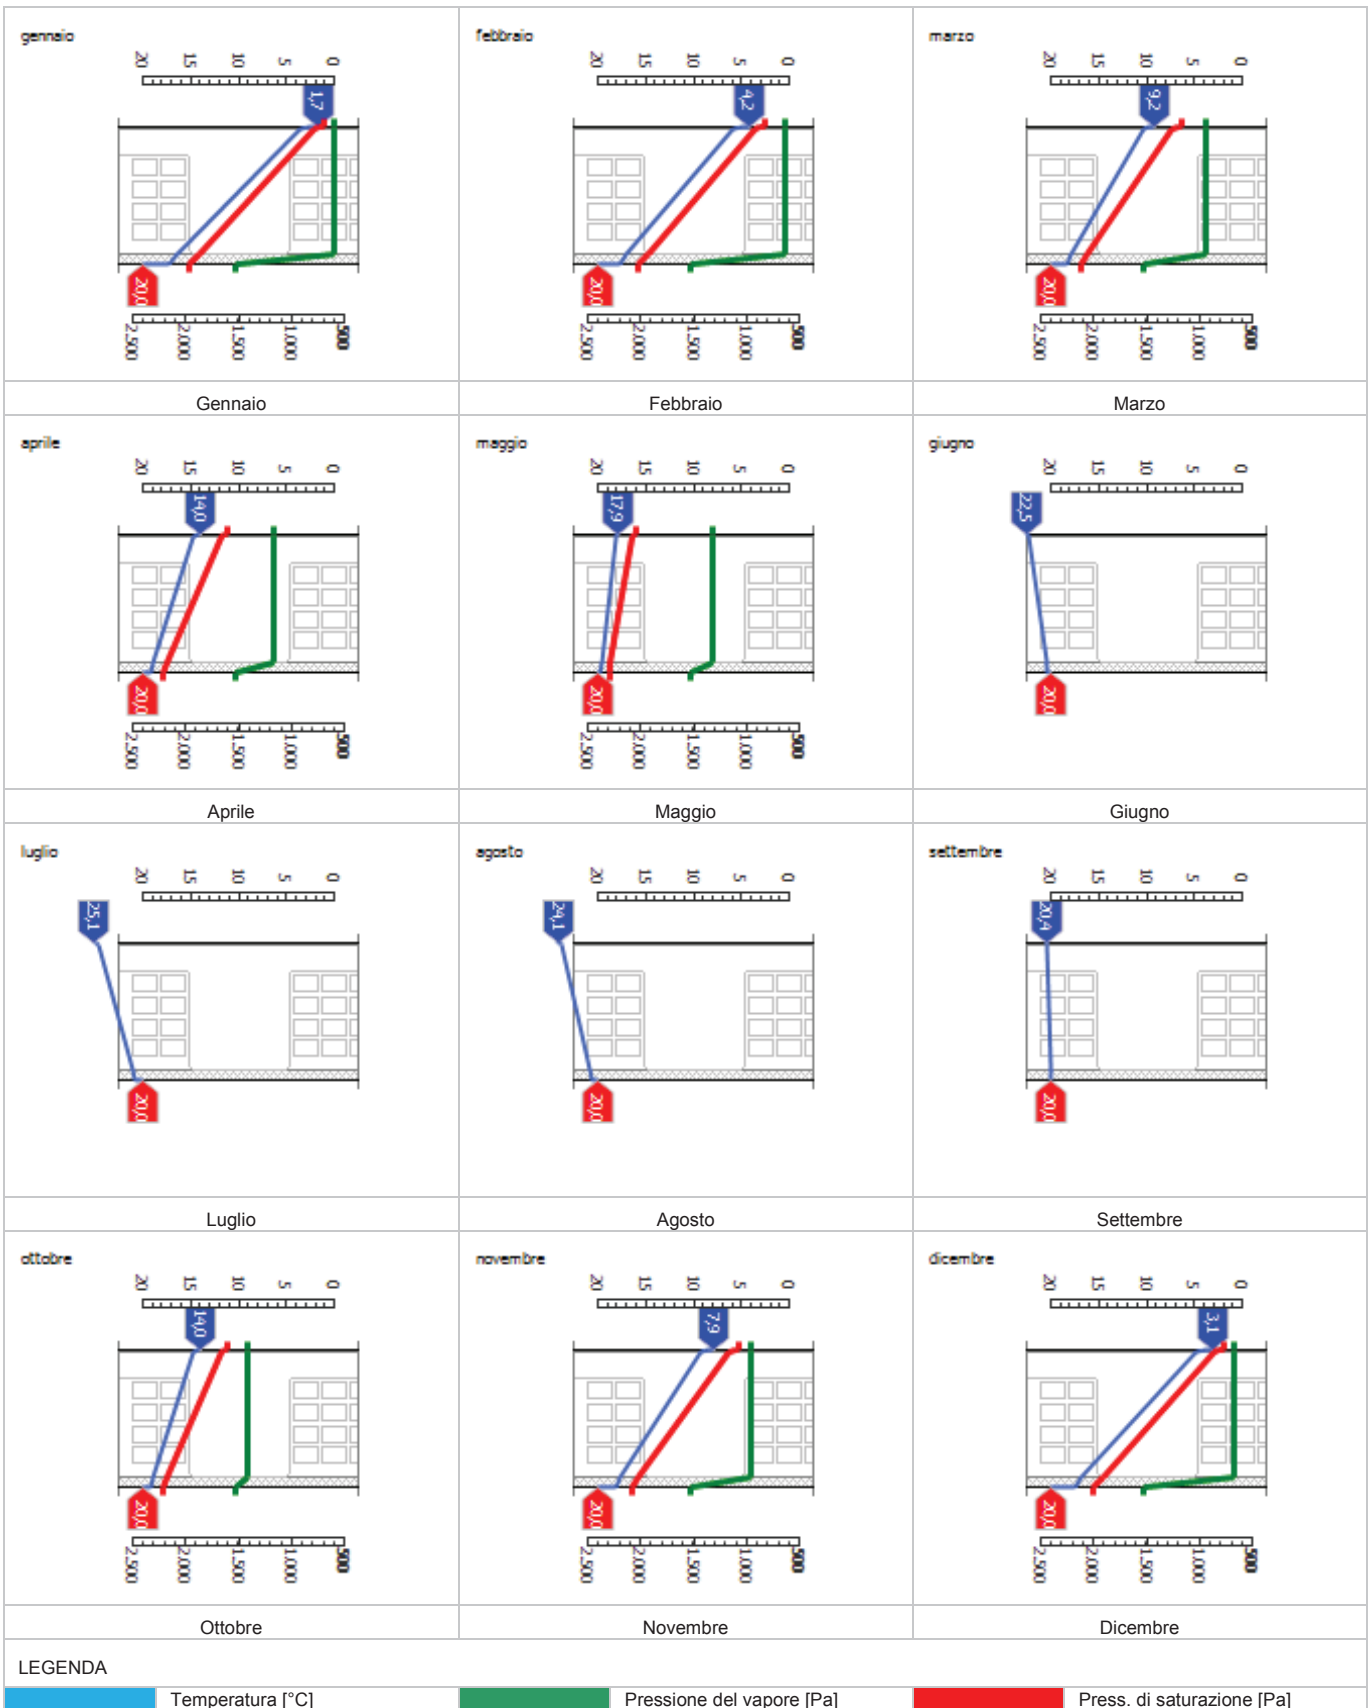 gennaio
20 15 10 5 0
1,7
20,0
2.500 2.000 1.500 1.000 500
Gennaio
febbraio
20 15 10 5 0
4,2
20,0
2.500 2.000 1.500 1.000 500
Febbraio
marzo
20 15 10 5 0
9,2
20,0
2.500 2.000 1.500 1.000 500
Marzo
aprile
20 15 10 5 0
14,0
20,0
2.500 2.000 1.500 1.000 500
Aprile
maggio
20 15 10 5 0
17,9
20,0
2.500 2.000 1.500 1.000 500
Maggio
giugno
20 15 10 5 0
22,5
20,0
Giugno
luglio
20 15 10 5 0
25,1
20,0
Luglio
agosto
20 15 10 5 0
24,1
20,0
Agosto
settembre
20 15 10 5 0
20,4
20,0
Settembre
ottobre
20 15 10 5 0
14,0
20,0
2.500 2.000 1.500 1.000 500
Ottobre
novembre
20 15 10 5 0
7,9
20,0
2.500 2.000 1.500 1.000 500
Novembre
dicembre
20 15 10 5 0
3,1
20,0
2.500 2.000 1.500 1.000 500
Dicembre
LEGENDA
Temperatura [°C]
Pressione del vapore [Pa]
Press. di saturazione [Pa]